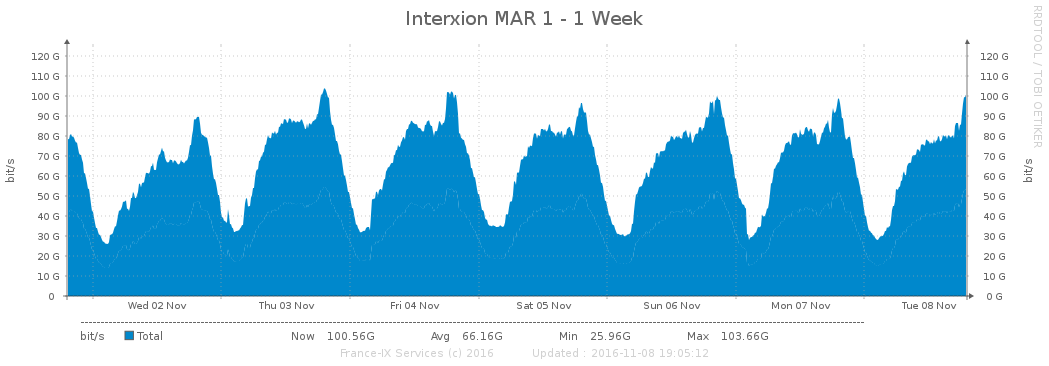 Interxion MAR 1 - 1 Week
RRDTOOL / TOBI OETIKER
bit/s
120 G
110 G
100 G
90 G
80 G
70 G
60 G
50 G
40 G
30 G
20 G
10 G
0
120 G
110 G
100 G
90 G
80 G
70 G
60 G
50 G
40 G
30 G
20 G
10 G
0 G
bit/s
Wed 02 Nov Thu 03 Nov Fri 04 Nov Sat 05 Nov Sun 06 Nov Mon 07 Nov Tue 08 Nov
bit/s Total Now 100.56G Avg 66.16G Min 25.96G Max 103.66G
France-IX Services (c) 2016 Updated : 2016-11-08 19:05:12